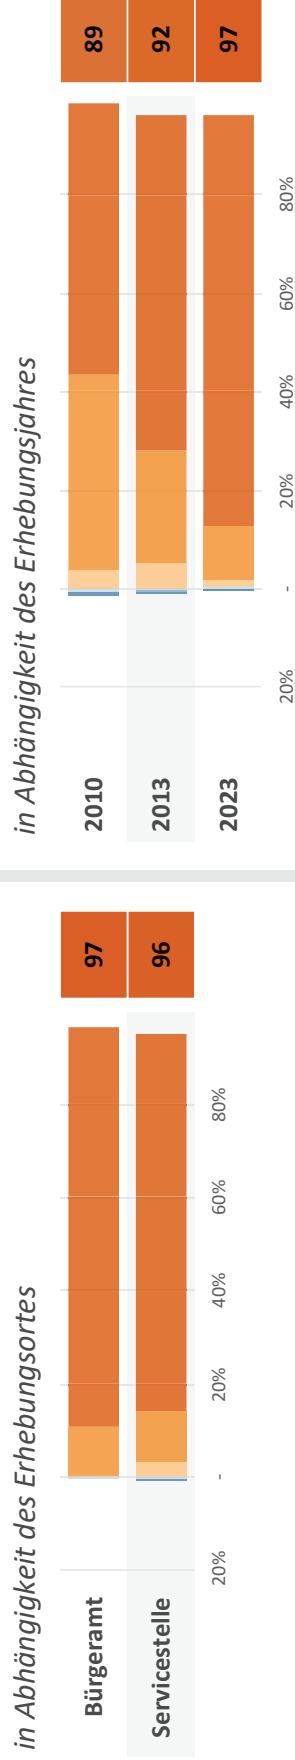 in Abhängigkeit des Erhebungsortes
Bürgeramt 97
Servicestelle 96
20% - 20% 40% 60% 80%
in Abhängigkeit des Erhebungsjahres
2010 89
2013 92
2023 97
20% - 20% 40% 60% 80%